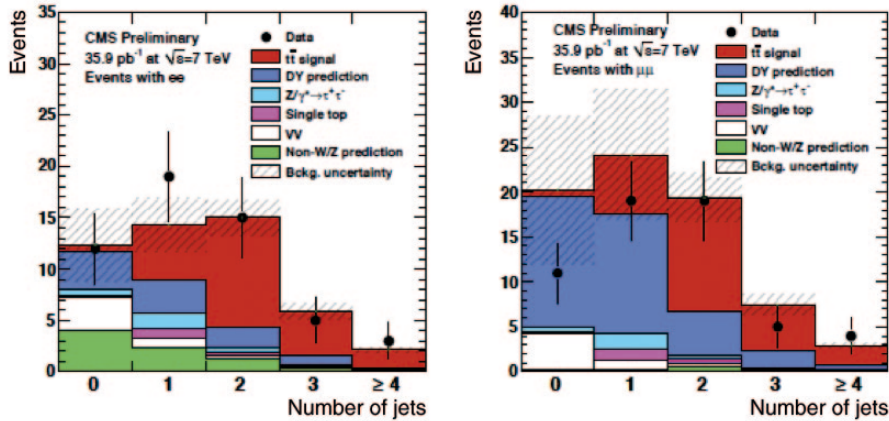 Events
35
30
25
20
15
10
5
0
CMS Preliminary
35.9 pb⁻¹ at √s=7 TeV
Events with ee
Data
tt̄ signal
DY prediction
Z/γ*→τ⁺τ⁻
Single top
VV
Non-W/Z prediction
Bckg. uncertainty
0 1 2 3 ≥ 4
Number of jets
Events
40
35
30
25
20
15
10
5
0
CMS Preliminary
35.9 pb⁻¹ at √s=7 TeV
Events with μμ
Data
tt̄ signal
DY prediction
Z/γ*→τ⁺τ⁻
Single top
VV
Non-W/Z prediction
Bckg. uncertainty
0 1 2 3 ≥ 4
Number of jets